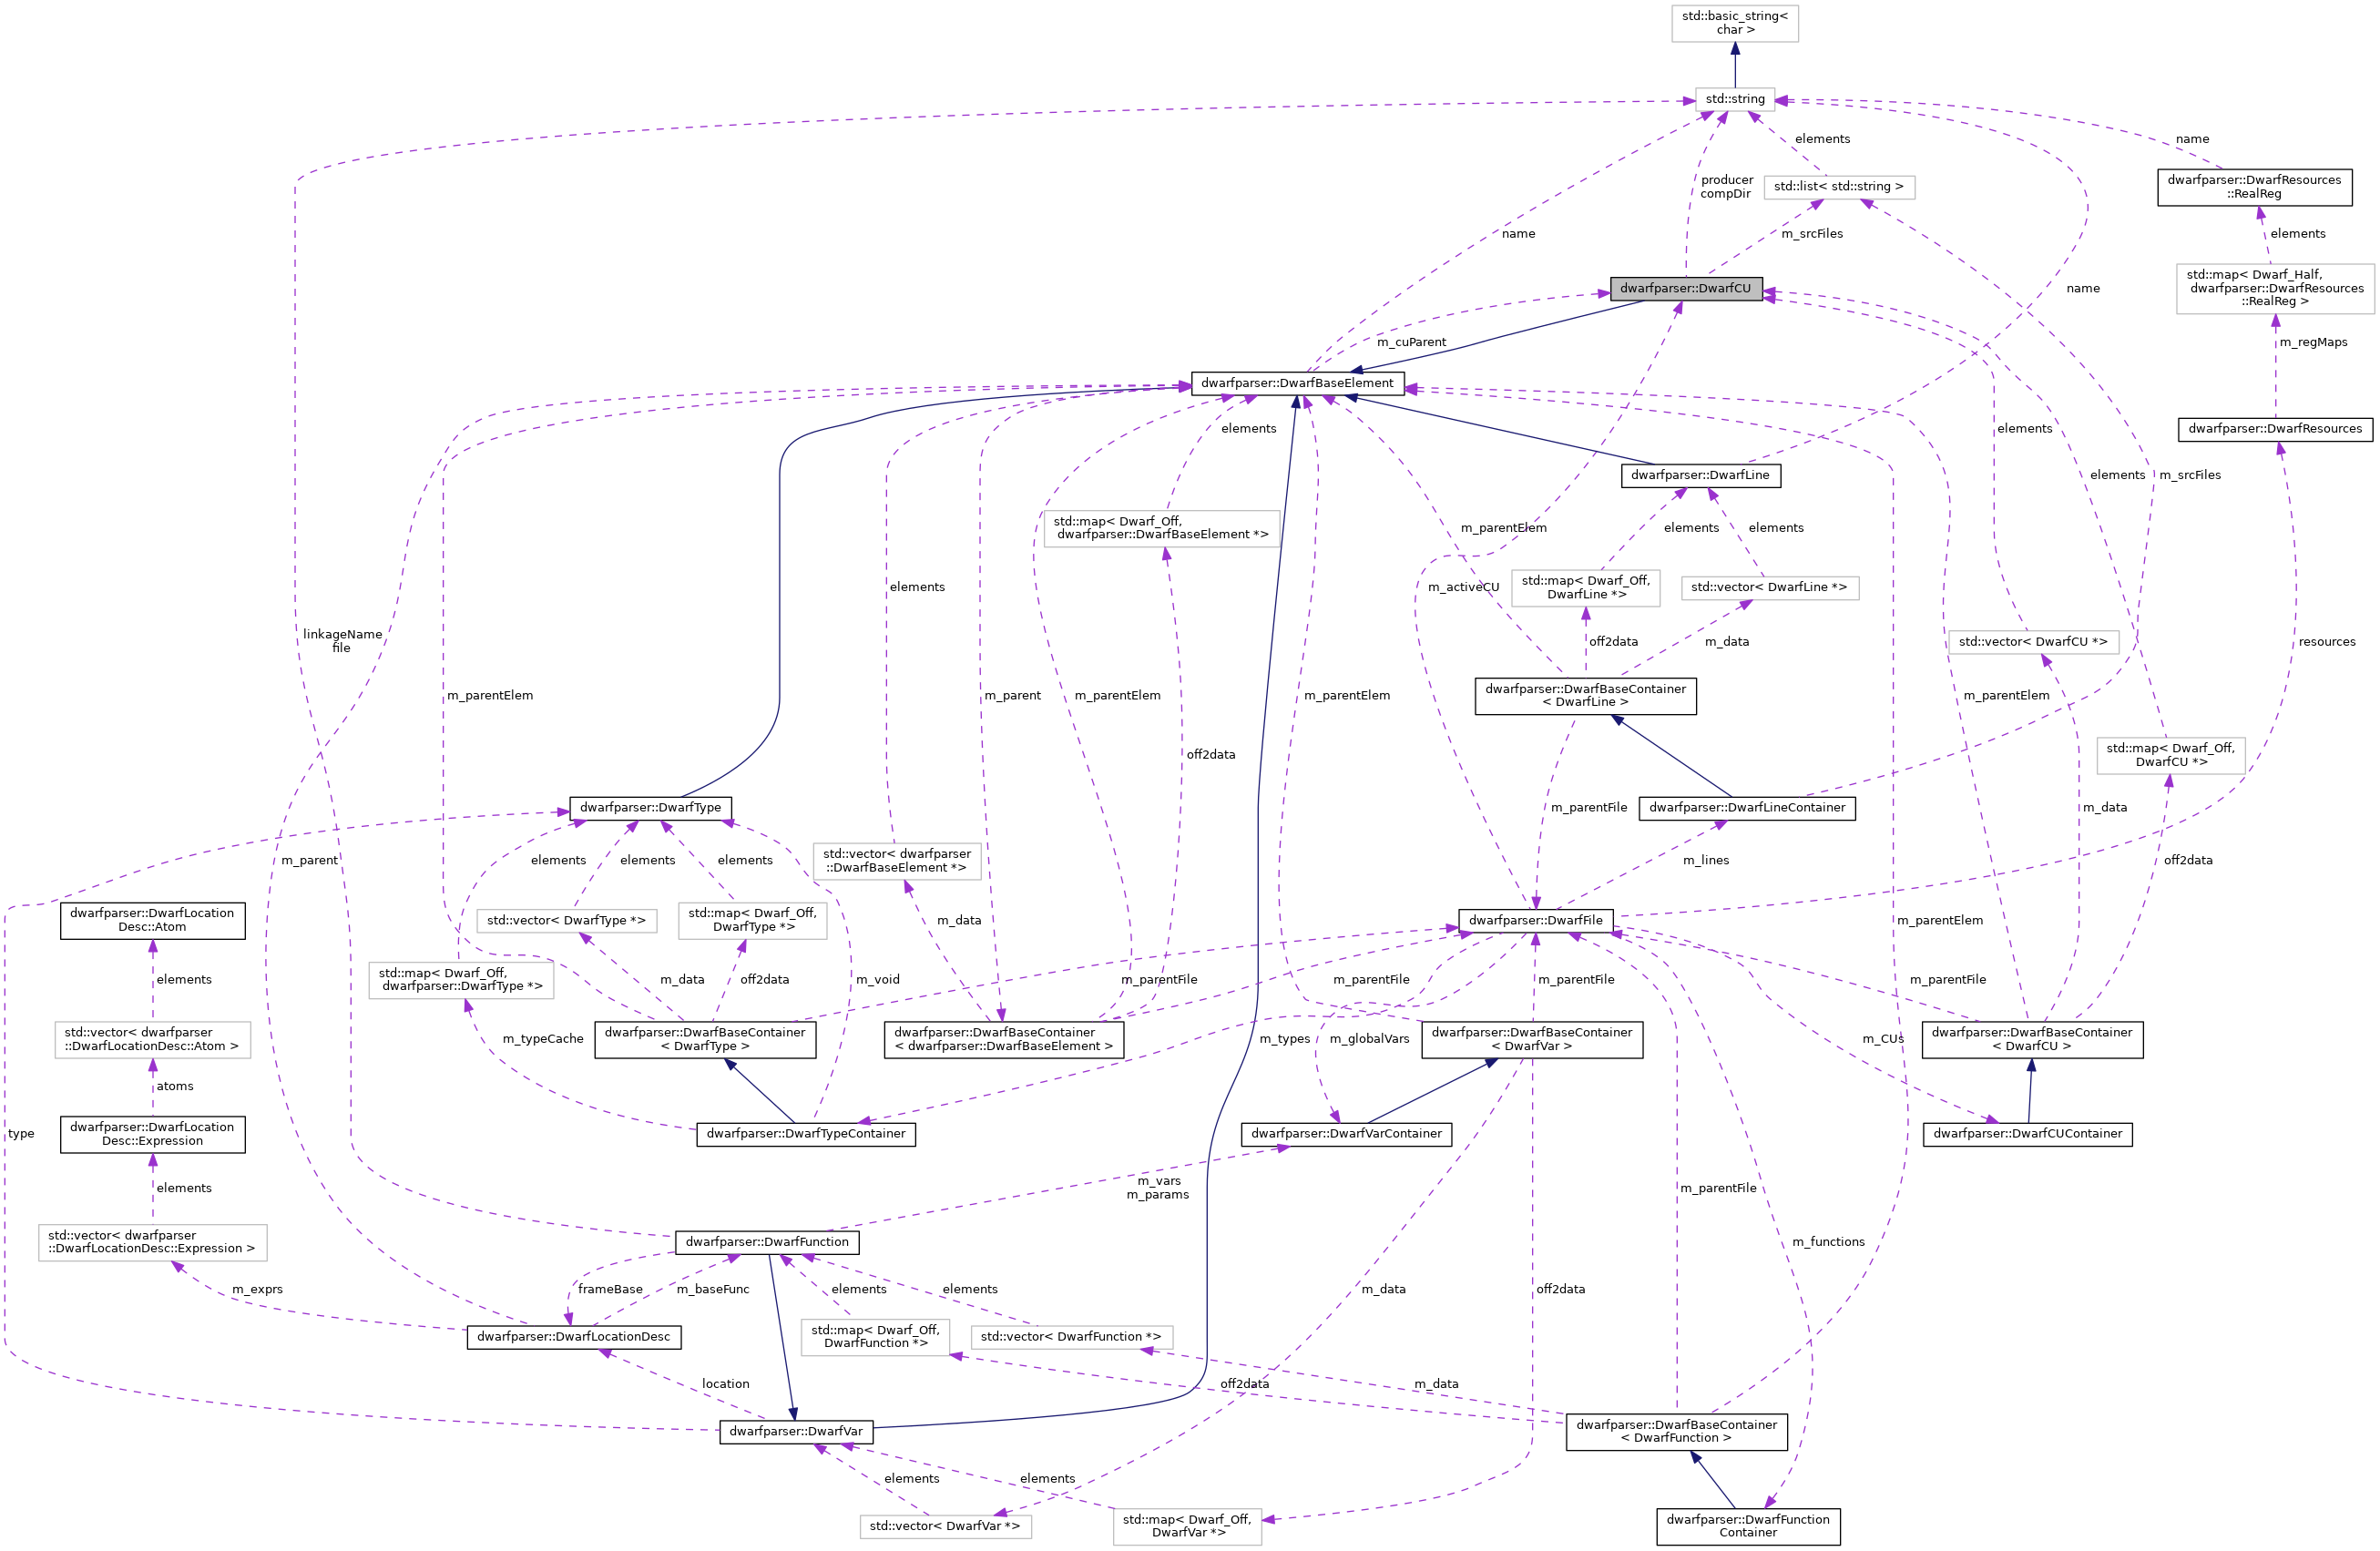 std::basic_string<
char >
std::string
elements
name
producer
compDir
std::list< std::string >
dwarfparser::DwarfResources
::RealReg
name
m_srcFiles
elements
name
dwarfparser::DwarfCU
std::map< Dwarf_Half,
dwarfparser::DwarfResources
::RealReg >
m_cuParent
m_regMaps
dwarfparser::DwarfBaseElement
elements
elements
dwarfparser::DwarfResources
dwarfparser::DwarfLine
elements
m_srcFiles
std::map< Dwarf_Off,
dwarfparser::DwarfBaseElement *>
m_parentElem
elements
elements
elements
m_activeCU
std::map< Dwarf_Off,
DwarfLine *>
std::vector< DwarfLine *>
linkageName
file
off2data
m_data
std::vector< DwarfCU *>
resources
m_parentElem
m_parent
m_parentElem
m_parentElem
dwarfparser::DwarfBaseContainer
< DwarfLine >
m_parentElem
off2data
std::map< Dwarf_Off,
DwarfCU *>
dwarfparser::DwarfType
m_parentFile
dwarfparser::DwarfLineContainer
m_data
m_parent
elements
elements
elements
std::vector< dwarfparser
::DwarfBaseElement *>
m_lines
off2data
dwarfparser::DwarfLocation
Desc::Atom
std::vector< DwarfType *>
std::map< Dwarf_Off,
DwarfType *>
m_data
dwarfparser::DwarfFile
m_parentElem
elements
std::map< Dwarf_Off,
dwarfparser::DwarfType *>
m_data
off2data
m_void
m_parentFile
m_parentFile
m_parentFile
m_parentFile
std::vector< dwarfparser
::DwarfLocationDesc::Atom >
m_typeCache
dwarfparser::DwarfBaseContainer
< DwarfType >
dwarfparser::DwarfBaseContainer
< dwarfparser::DwarfBaseElement >
m_types
m_globalVars
dwarfparser::DwarfBaseContainer
< DwarfVar >
m_CUs
dwarfparser::DwarfBaseContainer
< DwarfCU >
atoms
type
dwarfparser::DwarfLocation
Desc::Expression
dwarfparser::DwarfTypeContainer
dwarfparser::DwarfVarContainer
dwarfparser::DwarfCUContainer
elements
m_vars
m_params
m_parentFile
std::vector< dwarfparser
::DwarfLocationDesc::Expression >
dwarfparser::DwarfFunction
m_functions
m_exprs
frameBase
m_baseFunc
elements
elements
m_data
off2data
dwarfparser::DwarfLocationDesc
std::map< Dwarf_Off,
DwarfFunction *>
std::vector< DwarfFunction *>
location
off2data
m_data
dwarfparser::DwarfVar
dwarfparser::DwarfBaseContainer
< DwarfFunction >
elements
elements
std::vector< DwarfVar *>
std::map< Dwarf_Off,
DwarfVar *>
dwarfparser::DwarfFunction
Container